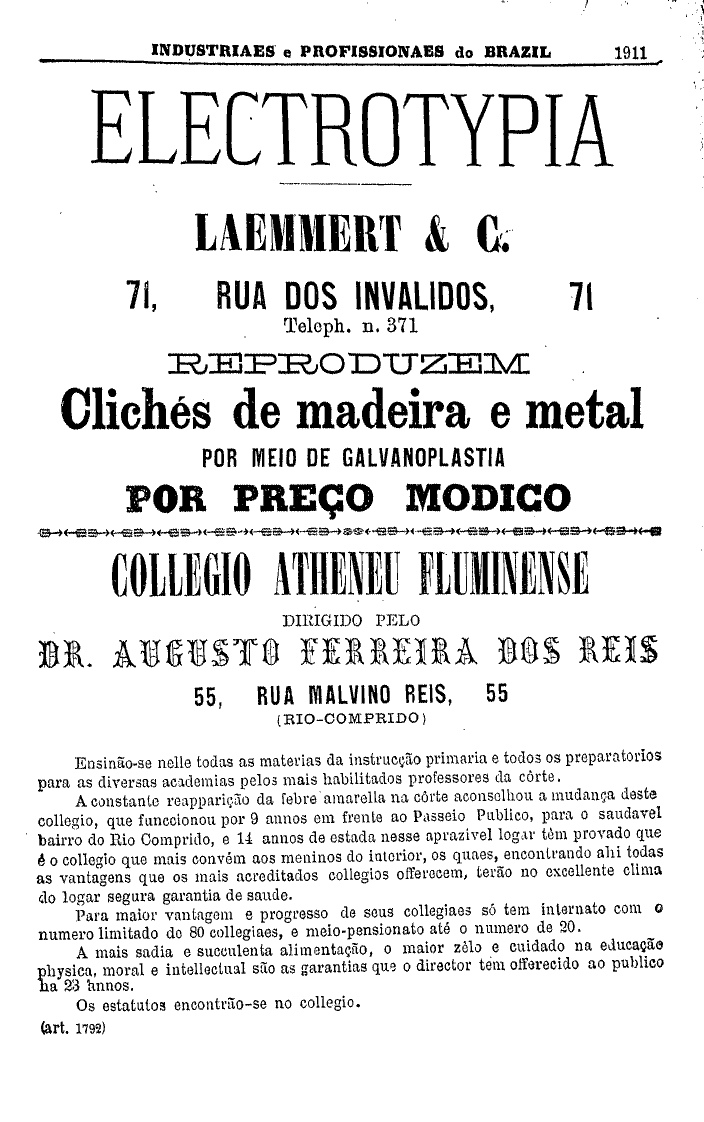 INDUSTRIAES e PROFISSIONAES do BRAZIL 1911
ELECTROTYPIA
LAEMMERT & C.
71, RUA DOS INVALIDOS, 71
Teleph. n. 371
REPRODUZEM
Clichés de madeira e metal
POR MEIO DE GALVANOPLASTIA
POR PREÇO MODICO
COLLEGIO ATHENEU FLUMINENSE
DIRIGIDO PELO
DR. AUGUSTO FERREIRA DOS REIS
55, RUA MALVINO REIS, 55
(RIO-COMPRIDO)
Ensinão-se nelle todas as materias da instrucção primaria e todos os preparatorios
para as diversas academias pelos mais habilitados professores da côrte.
A constante reapparição da febre amarella na côrte aconselhou a mudança deste
collegio, que funccionou por 9 annos em frente ao Passeio Publico, para o saudavel
bairro do Rio Comprido, e 14 annos de estada nesse aprazivel logar têm provado que
é o collegio que mais convém aos meninos do interior, os quaes, encontrando ahi todas
as vantagens que os mais acreditados collegios offerecem, terão no excellente clima
do logar segura garantia de saude.
Para maior vantagem e progresso de seus collegiaes só tem internato com o
numero limitado de 80 collegiaes, e meio-pensionato até o numero de 20.
A mais sadia e succulenta alimentação, o maior zêlo e cuidado na educação
physica, moral e intellectual são as garantias que o director tem offerecido ao publico
ha 23 annos.
Os estatutos encontrão-se no collegio.
(art. 1792)